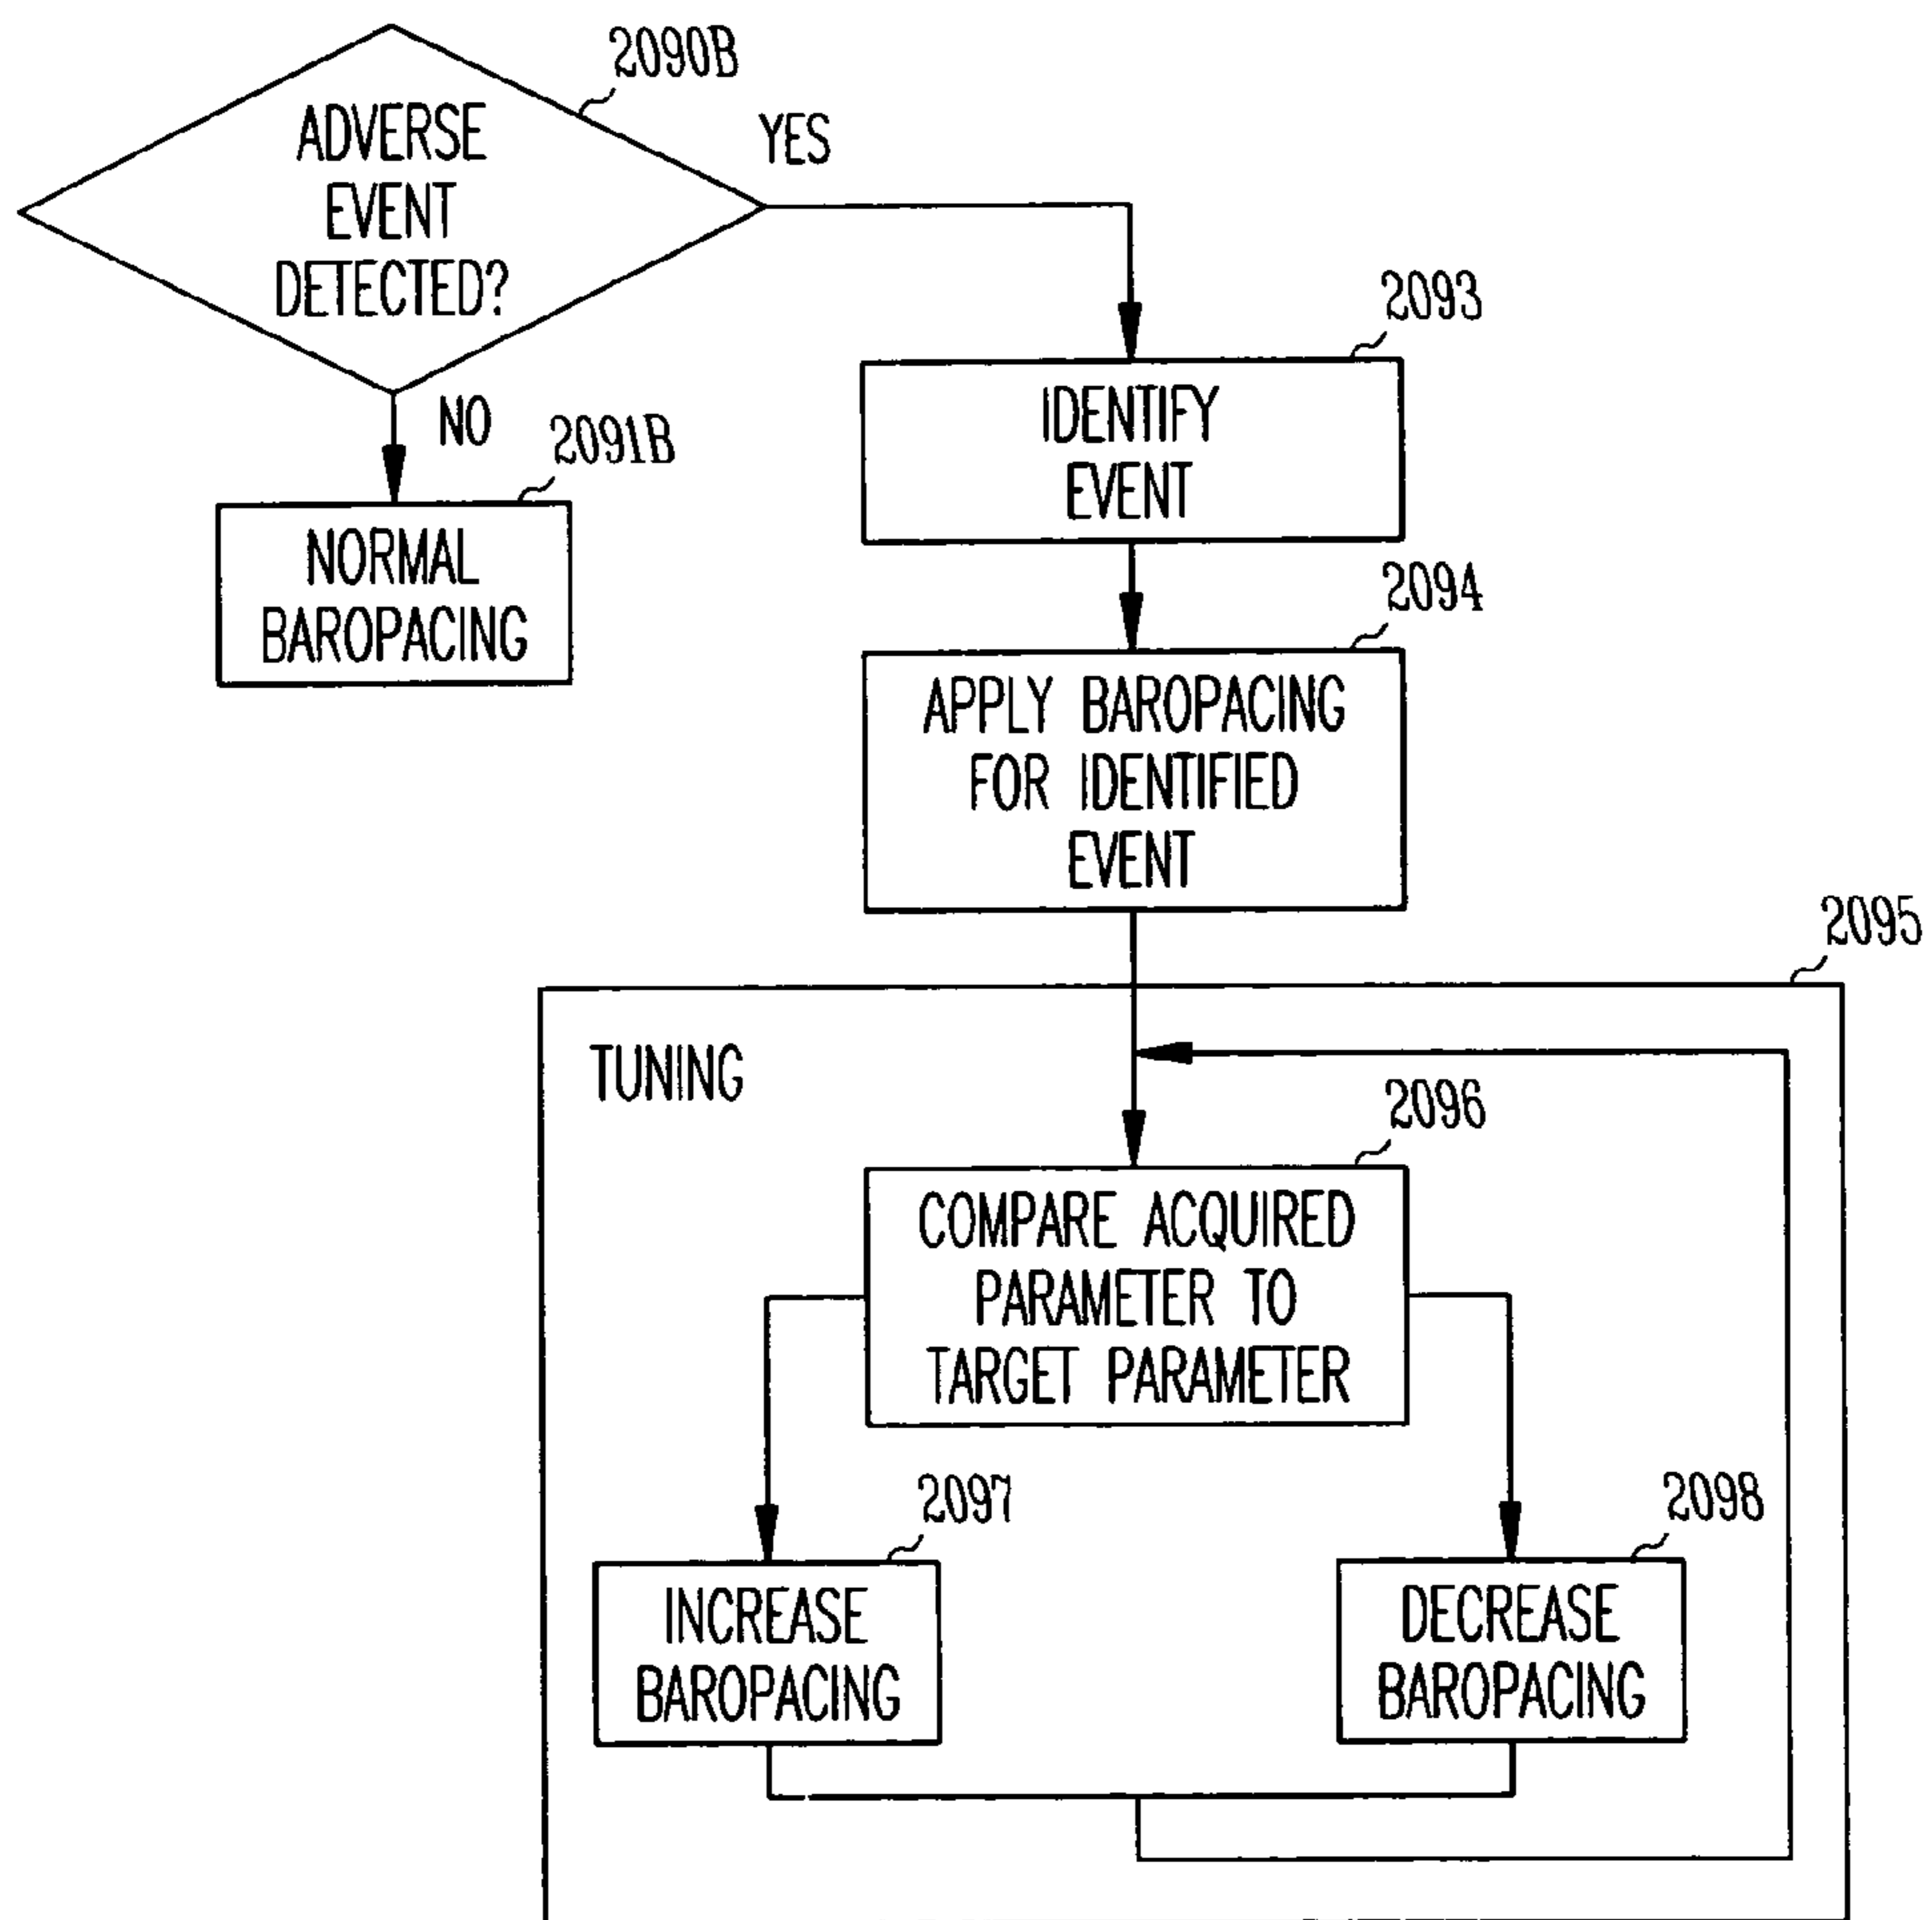 2090B
ADVERSE
EVENT
DETECTED?
YES
NO
2091B
NORMAL
BAROPACING
2093
IDENTIFY
EVENT
2094
APPLY BAROPACING
FOR IDENTIFIED
EVENT
2095
TUNING
2096
COMPARE ACQUIRED
PARAMETER TO
TARGET PARAMETER
2097
INCREASE
BAROPACING
2098
DECREASE
BAROPACING